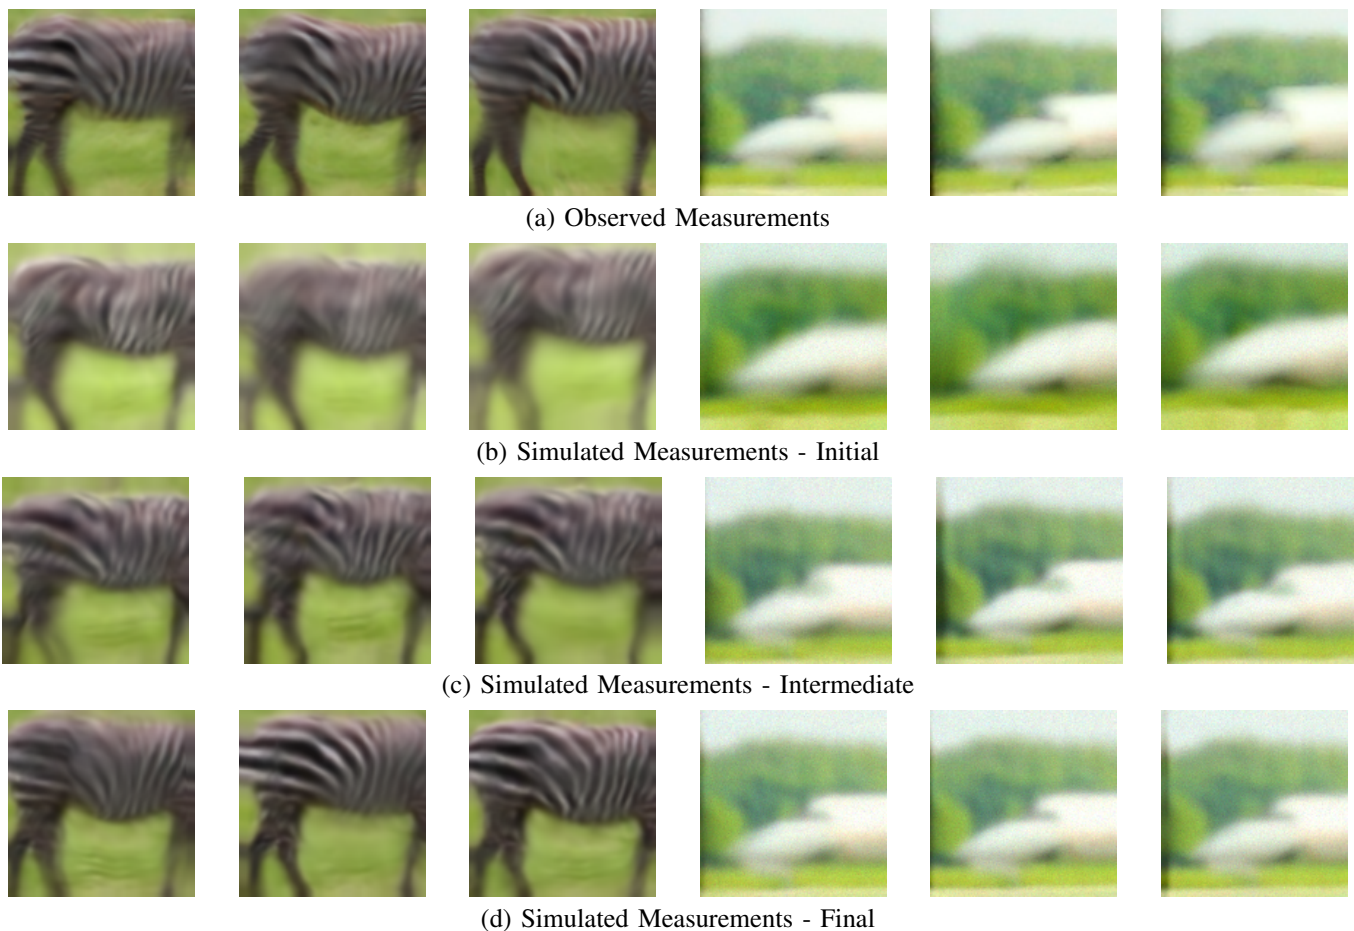 (a) Observed Measurements
(b) Simulated Measurements - Initial
(c) Simulated Measurements - Intermediate
(d) Simulated Measurements - Final